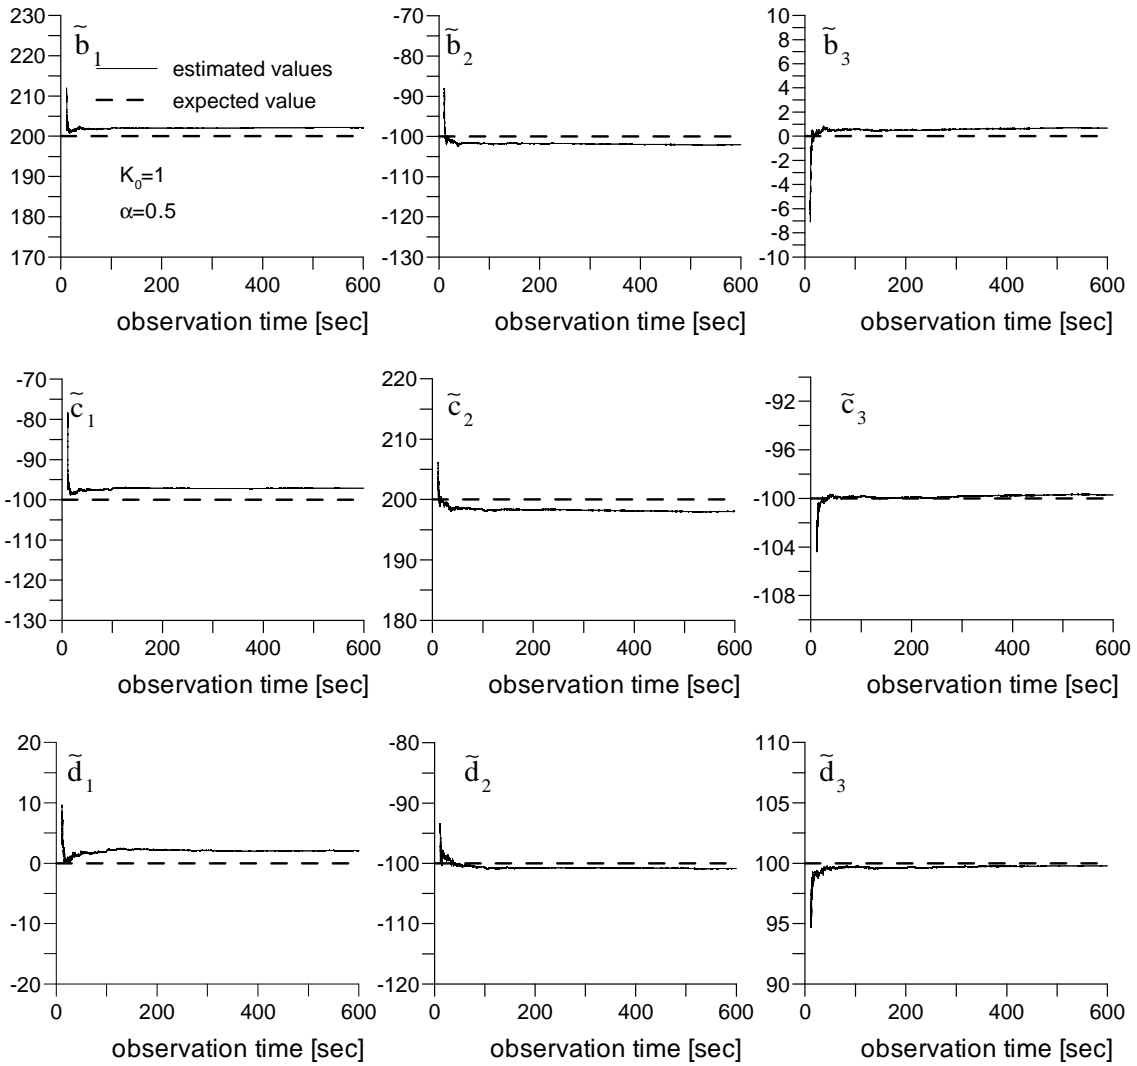 230
220
210
200
190
180
170
b̃₁
estimated values
expected value
K₀=1
α=0.5
0 200 400 600
observation time [sec]
-70
-80
-90
-100
-110
-120
-130
b̃₂
0 200 400 600
observation time [sec]
10
8
6
4
2
0
-2
-4
-6
-8
-10
b̃₃
0 200 400 600
observation time [sec]
-70
-80
-90
-100
-110
-120
-130
c̃₁
0 200 400 600
observation time [sec]
220
210
200
190
180
c̃₂
0 200 400 600
observation time [sec]
-92
-96
-100
-104
-108
c̃₃
0 200 400 600
observation time [sec]
20
10
0
-10
-20
d̃₁
0 200 400 600
observation time [sec]
-80
-90
-100
-110
-120
d̃₂
0 200 400 600
observation time [sec]
110
105
100
95
90
d̃₃
0 200 400 600
observation time [sec]